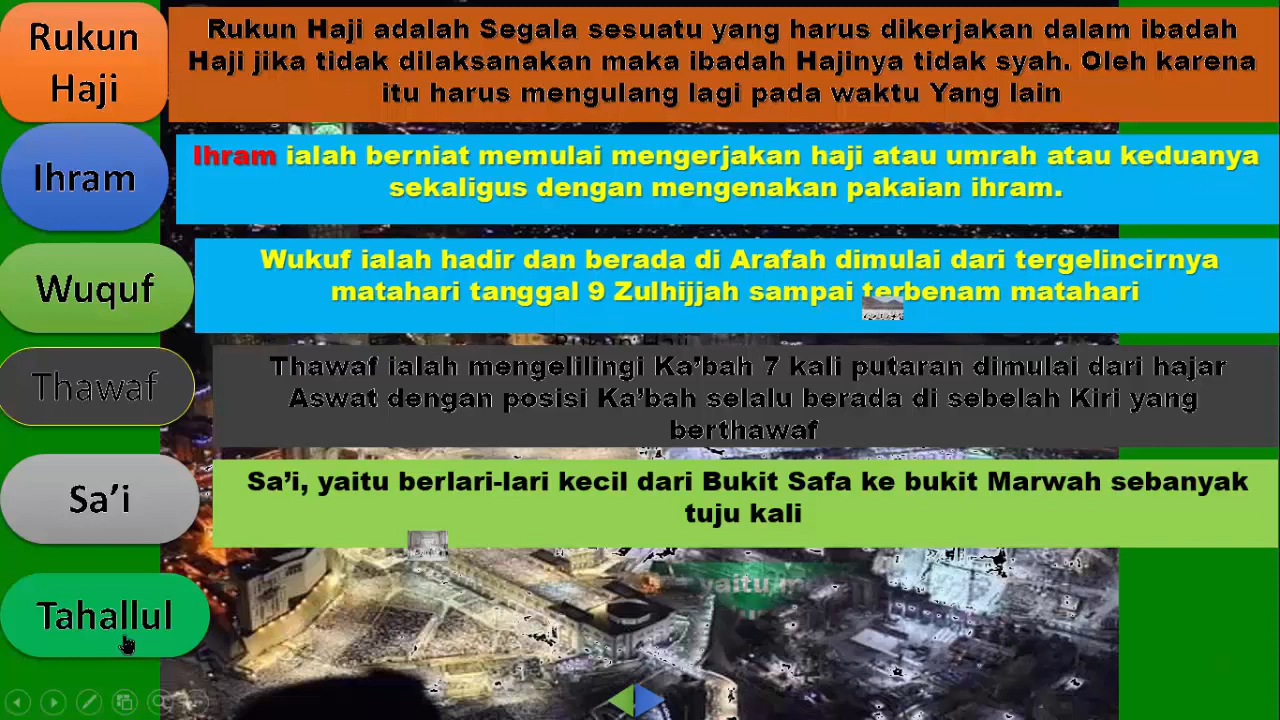 Rukun
Haji
Rukun Haji adalah Segala sesuatu yang harus dikerjakan dalam ibadah
Haji jika tidak dilaksanakan maka ibadah Hajinya tidak syah. Oleh karena
itu harus mengulang lagi pada waktu Yang lain
Ihram
Ihram ialah berniat memulai mengerjakan haji atau umrah atau keduanya
sekaligus dengan mengenakan pakaian ihram.
Wuquf
Wukuf ialah hadir dan berada di Arafah dimulai dari tergelincirnya
matahari tanggal 9 Zulhijjah sampai terbenam matahari
Rukun Haji
Thawaf
Thawaf ialah mengelilingi Ka’bah 7 kali putaran dimulai dari hajar
Aswat dengan posisi Ka’bah selalu berada di sebelah Kiri yang
berthawaf
Sa’i
Sa’i, yaitu berlari-lari kecil dari Bukit Safa ke bukit Marwah sebanyak
tuju kali
yaitu
Tahallul